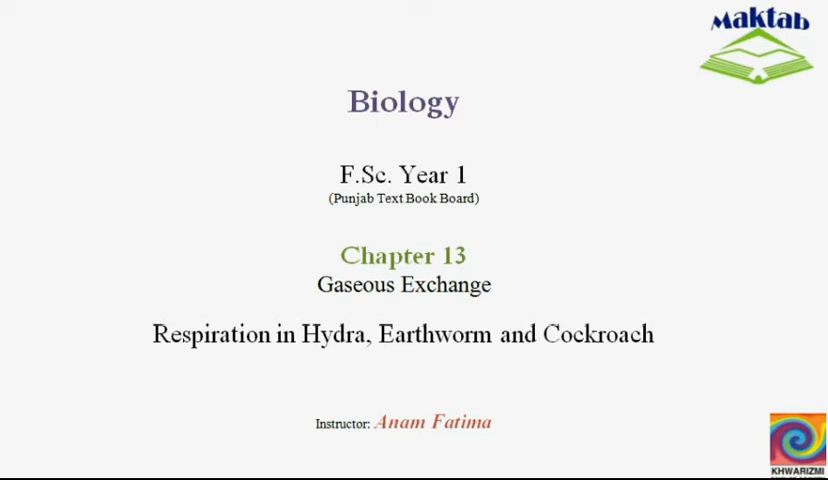 Maktab
Biology
F.Sc. Year 1
(Punjab Text Book Board)
Chapter 13
Gaseous Exchange
Respiration in Hydra, Earthworm and Cockroach
Instructor: Anam Fatima
KHWARIZMI